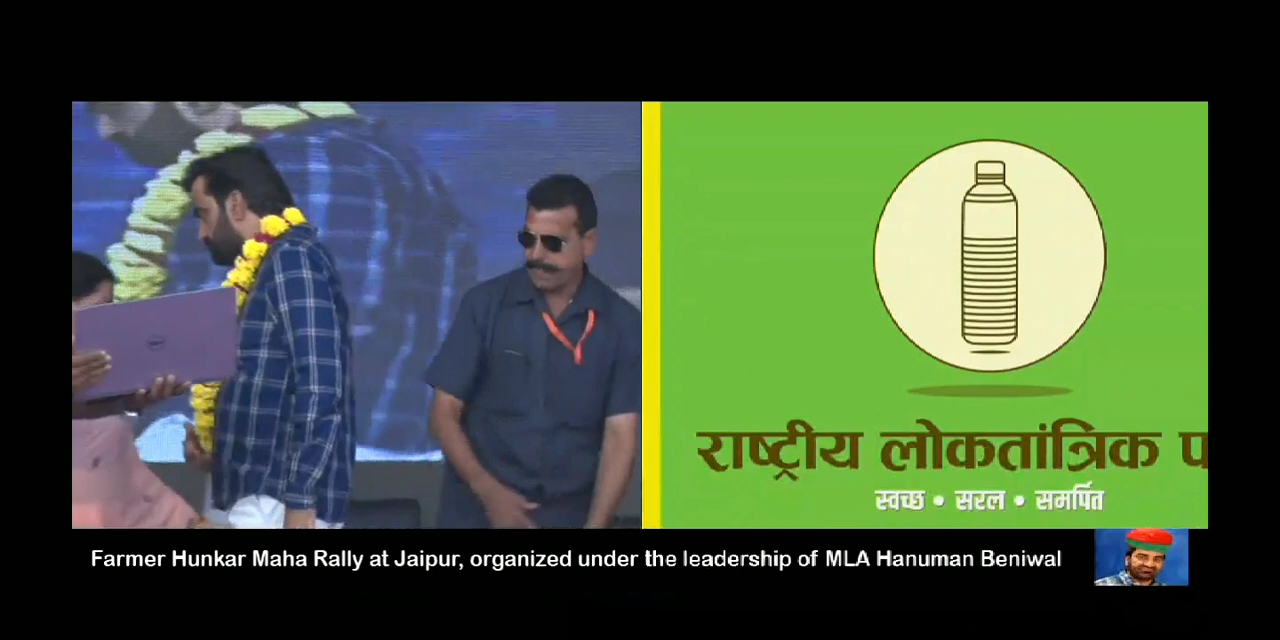 राष्ट्रीय लोकतांत्रिक प
स्वच्छ • सरल • समर्पित
Farmer Hunkar Maha Rally at Jaipur, organized under the leadership of MLA Hanuman Beniwal